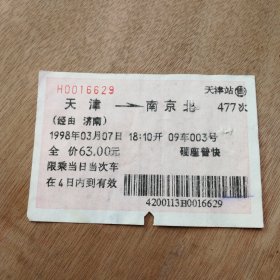 H0016629 天津站售
天津 → 南京北 477次
(经由 济南)
1998年03月07日 18:10开 09车003号
全价63.00元 硬座普快
限乘当日当次车
在4日内到有效
4200113H0016629